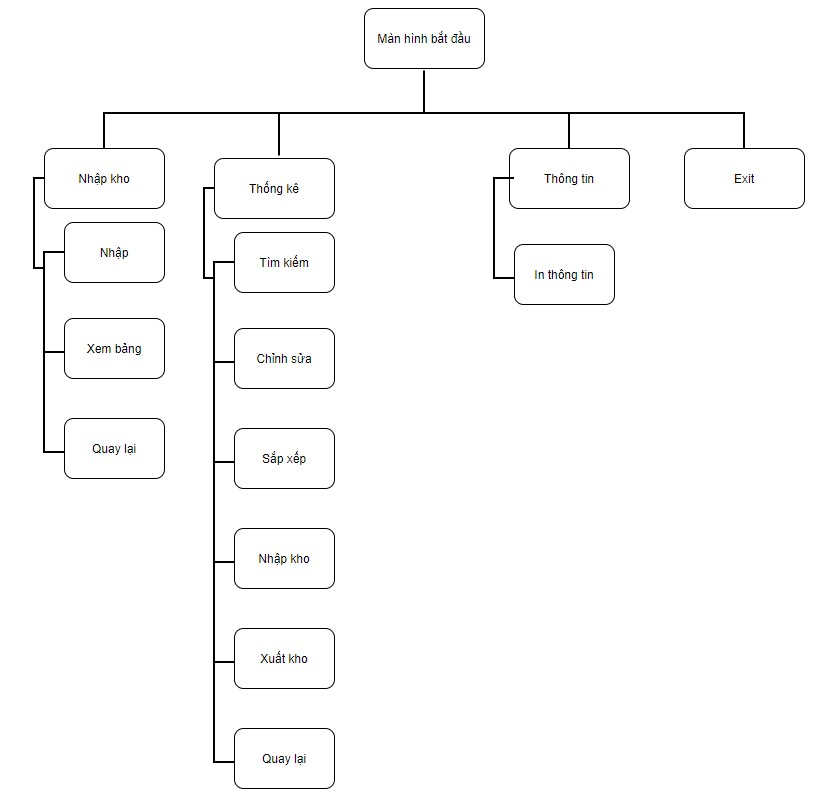 Màn hình bắt đầu
Nhập kho
Nhập
Xem bảng
Quay lại
Thống kê
Tìm kiếm
Chỉnh sửa
Sắp xếp
Nhập kho
Xuất kho
Quay lại
Thông tin
In thông tin
Exit